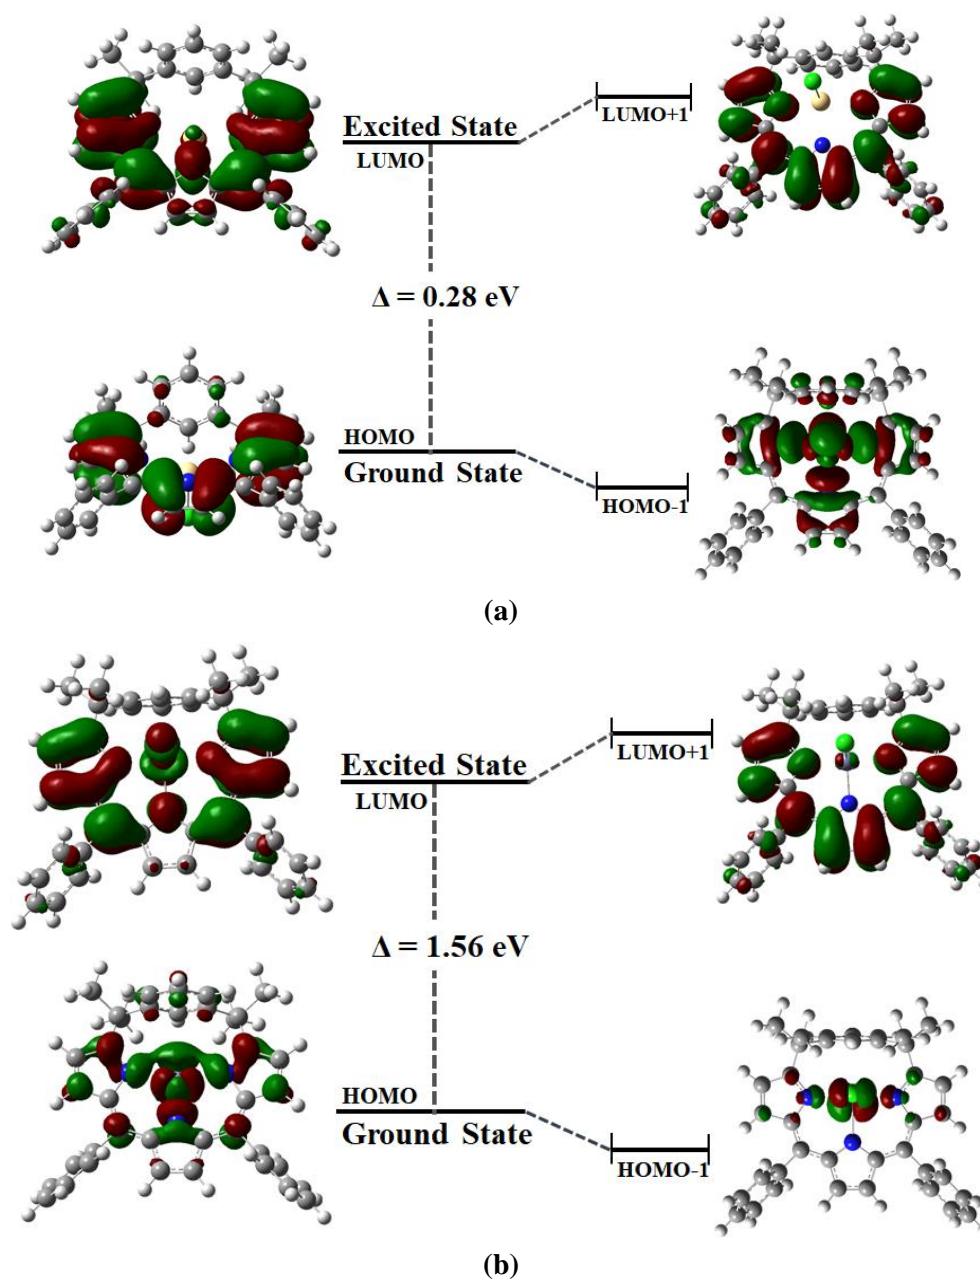 Excited State
LUMO
LUMO+1
Δ = 0.28 eV
HOMO
Ground State
HOMO-1
(a)
Excited State
LUMO
LUMO+1
Δ = 1.56 eV
HOMO
Ground State
HOMO-1
(b)